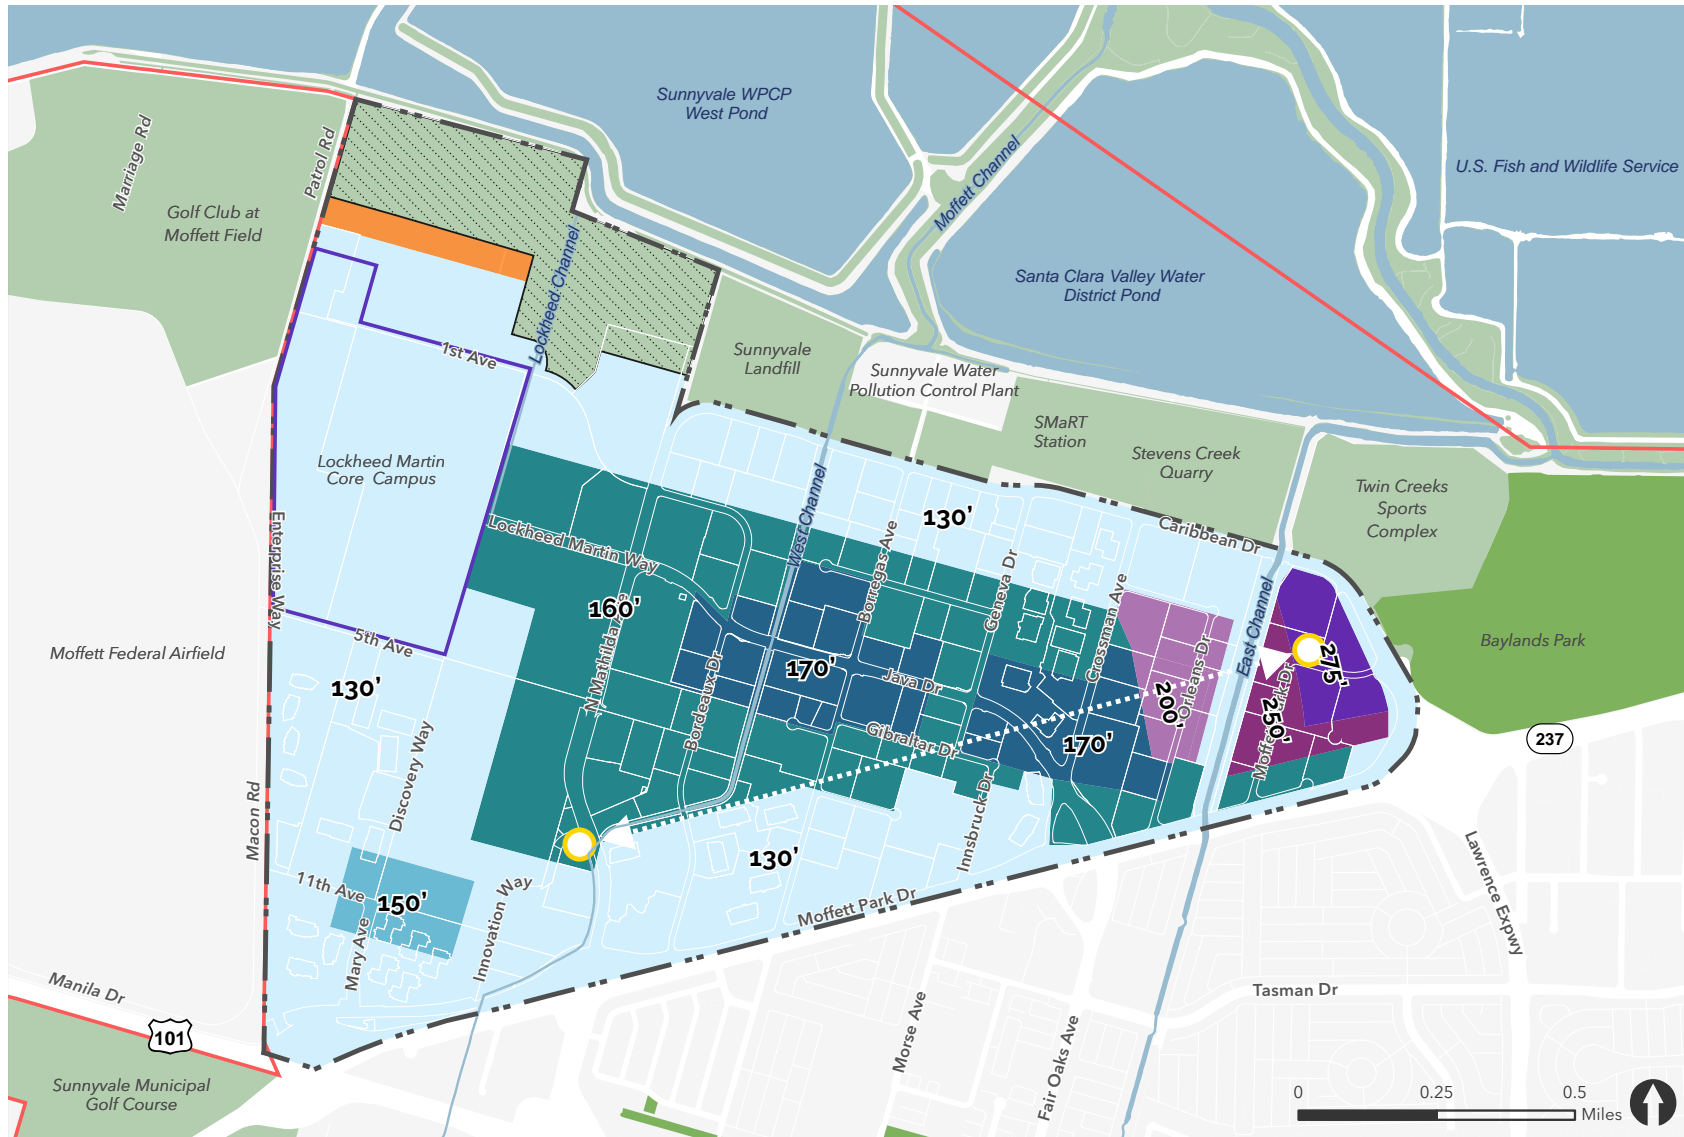 Sunnyvale WPCP
West Pond
Marriage Rd
Patrol Rd
Moffett Channel
U.S. Fish and Wildlife Service
Golf Club at
Moffett Field
Lockheed Channel
Santa Clara Valley Water
District Pond
1st Ave
Sunnyvale
Landfill
Sunnyvale Water
Pollution Control Plant
SMaRT
Station
Stevens Creek
Quarry
Lockheed Martin
Core Campus
Twin Creeks
Sports
Complex
Enterprise Way
Lockheed Martin Way
West Channel
130'
Borregas Ave
Geneva Dr
Caribbean Dr
Crossman Ave
East Channel
160'
N Mathilda Ave
5th Ave
Moffett Federal Airfield
Baylands Park
130'
Bordeaux Dr
170'
Java Dr
Orleans Dr
200'
275'
250'
Gibraltar Dr
170'
237
Discovery Way
Macon Rd
Innsbruck Dr
130'
11th Ave
150'
Mary Ave
Innovation Way
Moffett Park Dr
Lawrence Expwy
Manila Dr
101
Tasman Dr
Morse Ave
Fair Oaks Ave
Sunnyvale Municipal
Golf Course
0 0.25 0.5
Miles